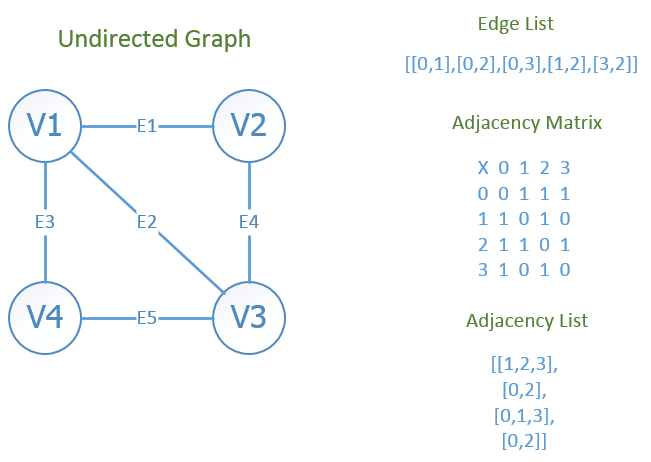 Undirected Graph
V1
E1
V2
E3
E2
E4
V4
E5
V3
Edge List
[[0,1],[0,2],[0,3],[1,2],[3,2]]
Adjacency Matrix
X 0 1 2 3
0 0 1 1 1
1 1 0 1 0
2 1 1 0 1
3 1 0 1 0
Adjacency List
[[1,2,3],
[0,2],
[0,1,3],
[0,2]]